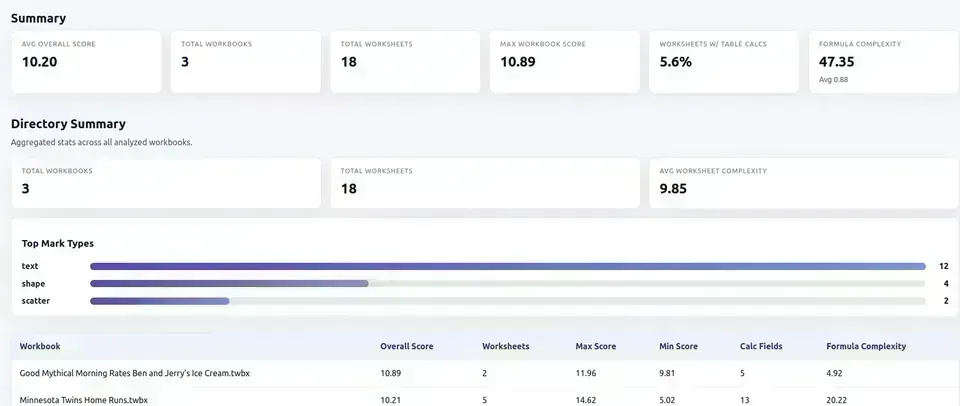 Summary
AVG OVERALL SCORE TOTAL WORKBOOKS TOTAL WORKSHEETS MAX WORKBOOK SCORE WORKSHEETS W/ TABLE CALCS FORMULA COMPLEXITY
10.20 3 18 10.89 5.6% 47.35
Avg 0.88
Directory Summary
Aggregated stats across all analyzed workbooks.
TOTAL WORKBOOKS TOTAL WORKSHEETS AVG WORKSHEET COMPLEXITY
3 18 9.85
Top Mark Types
text 12
shape 4
scatter 2
Workbook Overall Score Worksheets Max Score Min Score Calc Fields Formula Complexity
Good Mythical Morning Rates Ben and Jerry's Ice Cream.twbx 10.89 2 11.96 9.81 5 4.92
Minnesota Twins Home Runs.twbx 10.21 5 14.62 5.02 13 20.22